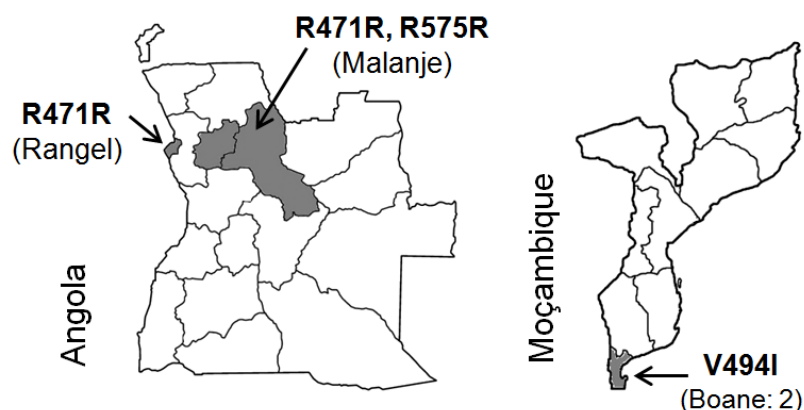 R471R, R575R
(Malanje)
R471R
(Rangel)
Angola
Moçambique
V494I
(Boane: 2)